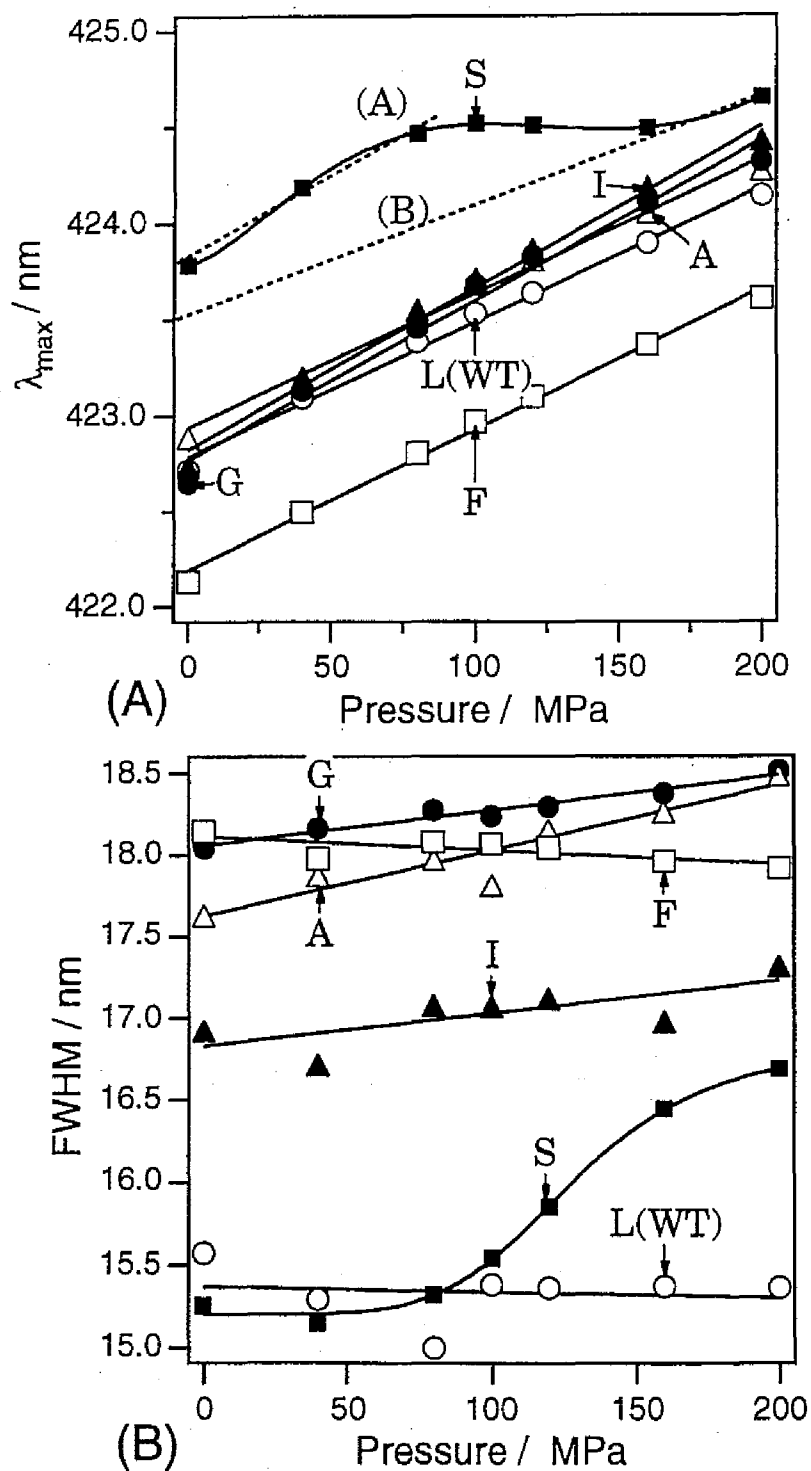 425.0
S
(A)
424.0
I
(B)
A
λmax / nm
L(WT)
423.0
G
F
422.0
0 50 100 150 200
(A) Pressure / MPa
18.5
G
18.0
F
A
17.5
I
17.0
FWHM / nm
16.5
S
16.0
L(WT)
15.5
15.0
0 50 100 150 200
(B) Pressure / MPa